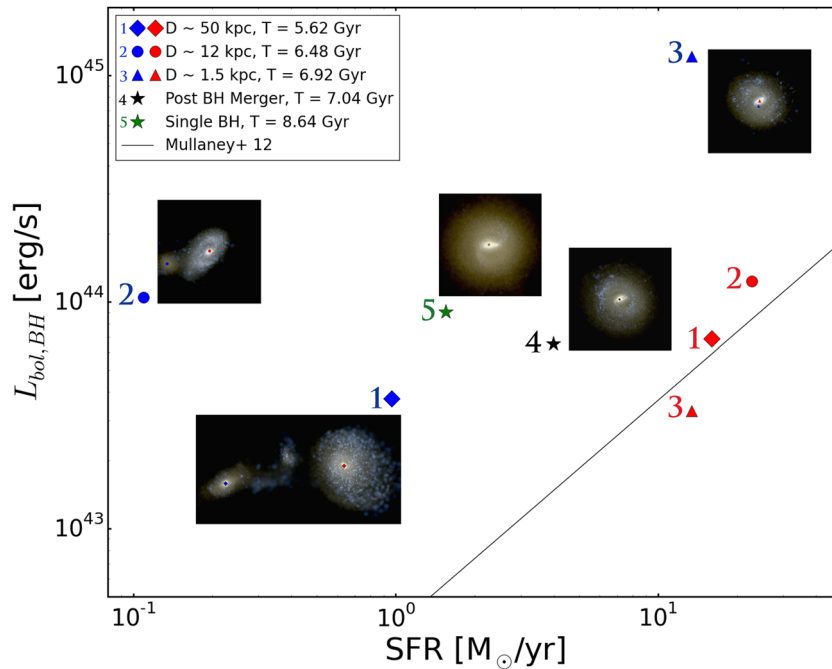 1 D ~ 50 kpc, T = 5.62 Gyr
2 D ~ 12 kpc, T = 6.48 Gyr
3 D ~ 1.5 kpc, T = 6.92 Gyr
4 Post BH Merger, T = 7.04 Gyr
5 Single BH, T = 8.64 Gyr
Mullaney+ 12
3
2
5
4
2
1
1
3
10^45
10^44
10^43
L_{bol,BH} [erg/s]
10^-1
10^0
10^1
SFR [M_⊙/yr]